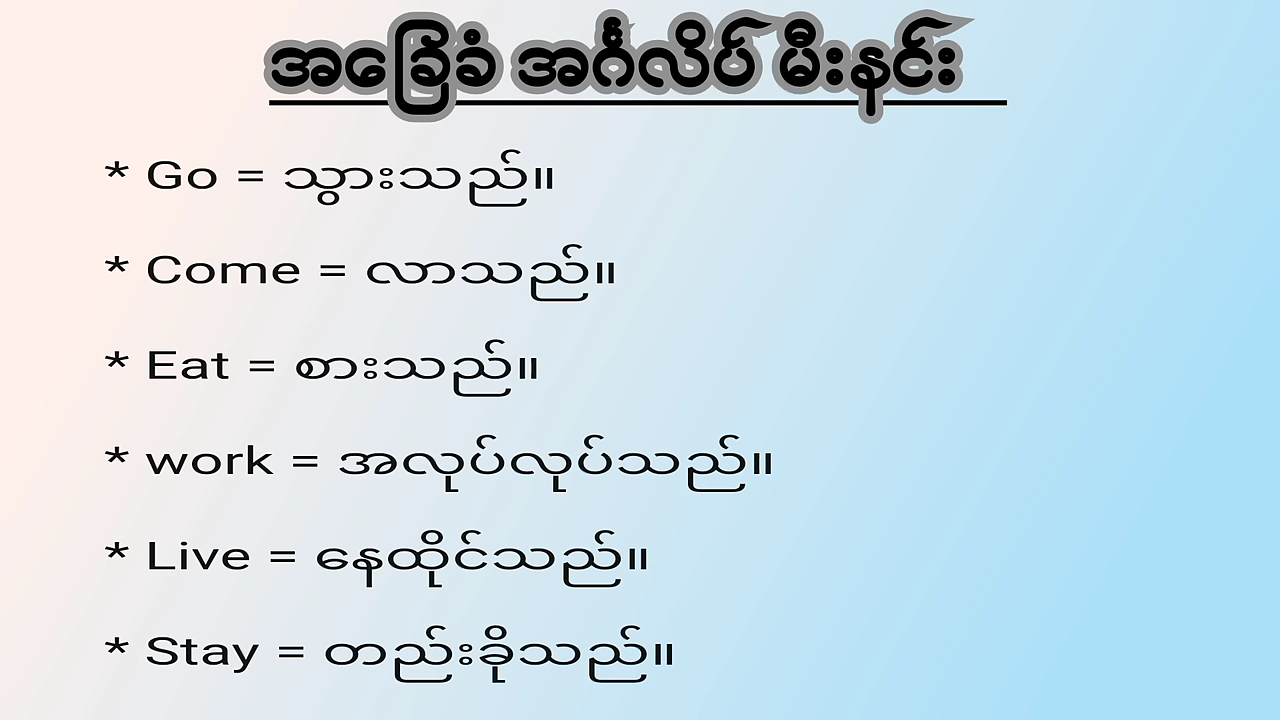 အခြေခံ အင်္ဂလိပ် မီးနင်း
* Go = သွားသည်။
* Come = လာသည်။
* Eat = စားသည်။
* work = အလုပ်လုပ်သည်။
* Live = နေထိုင်သည်။
* Stay = တည်းခိုသည်။